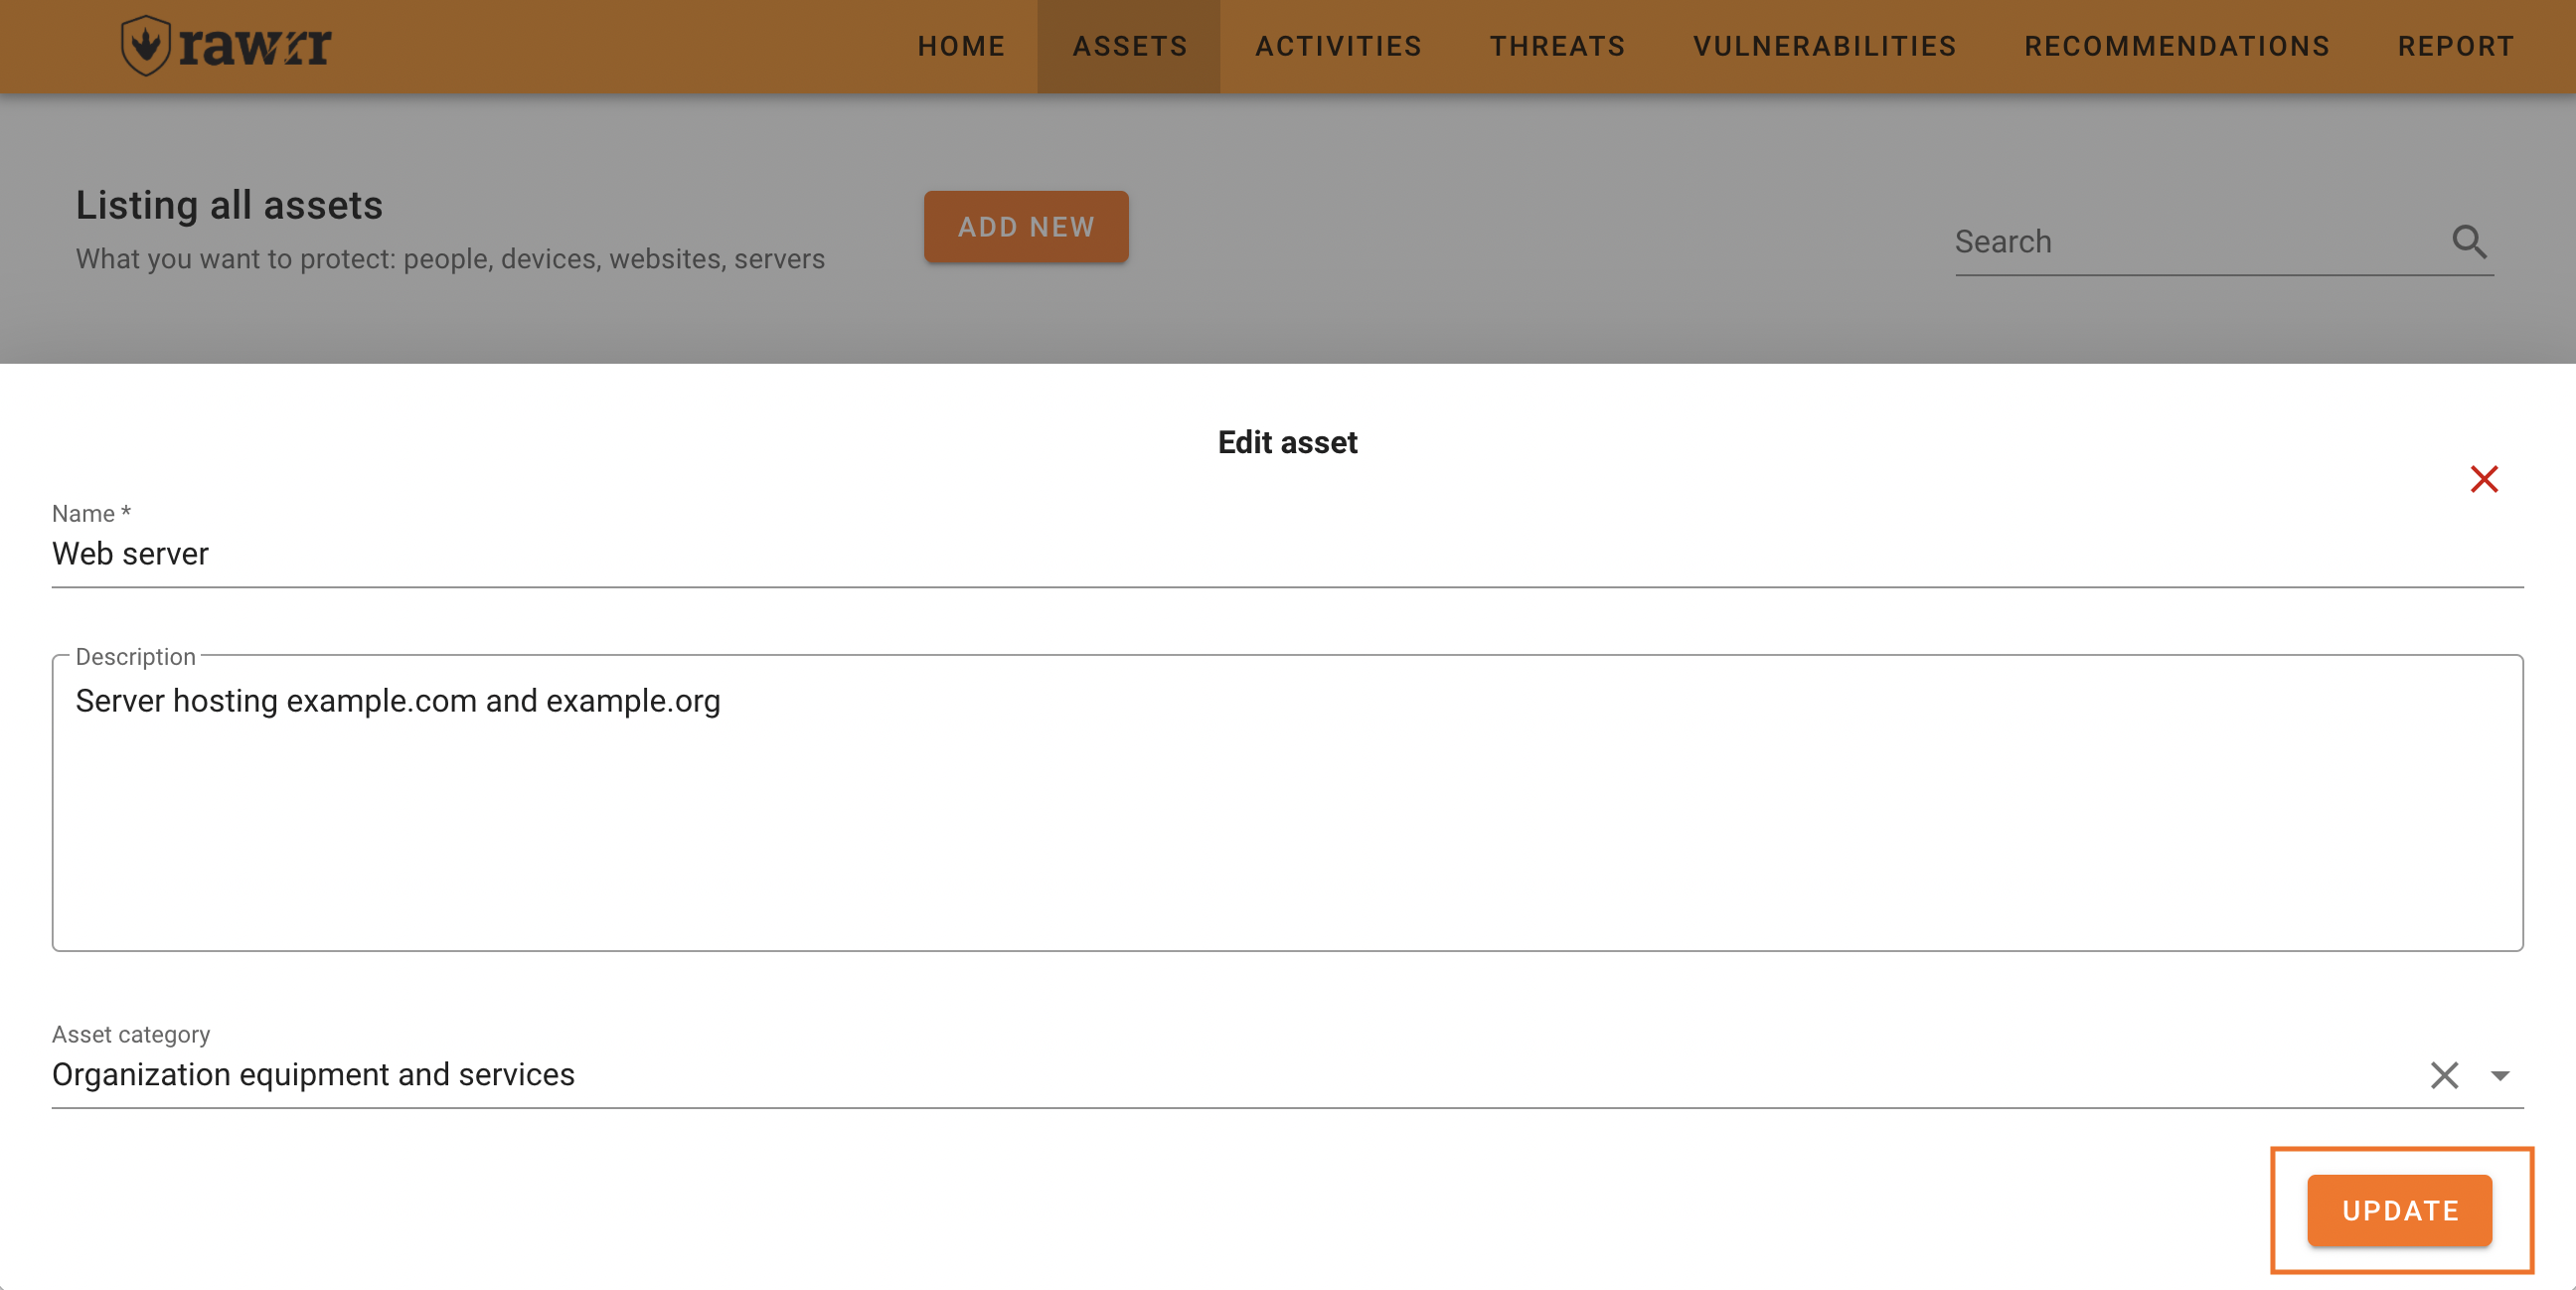 rawrr
HOME ASSETS ACTIVITIES THREATS VULNERABILITIES RECOMMENDATIONS REPORT
Listing all assets
What you want to protect: people, devices, websites, servers
ADD NEW
Search
Edit asset
Name *
Web server
Description
Server hosting example.com and example.org
Asset category
Organization equipment and services
UPDATE